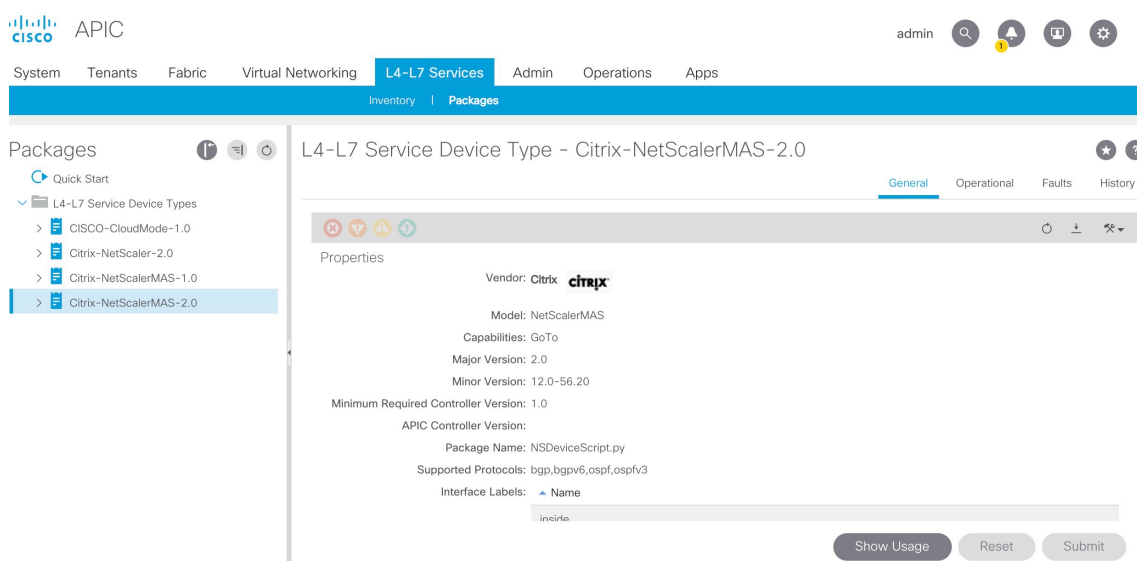 CISCO APIC
admin
1
System Tenants Fabric Virtual Networking L4-L7 Services Admin Operations Apps
Inventory | Packages
Packages
Quick Start
L4-L7 Service Device Types
CISCO-CloudMode-1.0
Citrix-NetScaler-2.0
Citrix-NetScalerMAS-1.0
Citrix-NetScalerMAS-2.0
L4-L7 Service Device Type - Citrix-NetScalerMAS-2.0
General Operational Faults History
Properties
Vendor: Citrix CITRIX
Model: NetScalerMAS
Capabilities: GoTo
Major Version: 2.0
Minor Version: 12.0-56.20
Minimum Required Controller Version: 1.0
APIC Controller Version:
Package Name: NSDeviceScript.py
Supported Protocols: bgp,bgpv6,ospf,ospfv3
Interface Labels: Name
inside
Show Usage Reset Submit